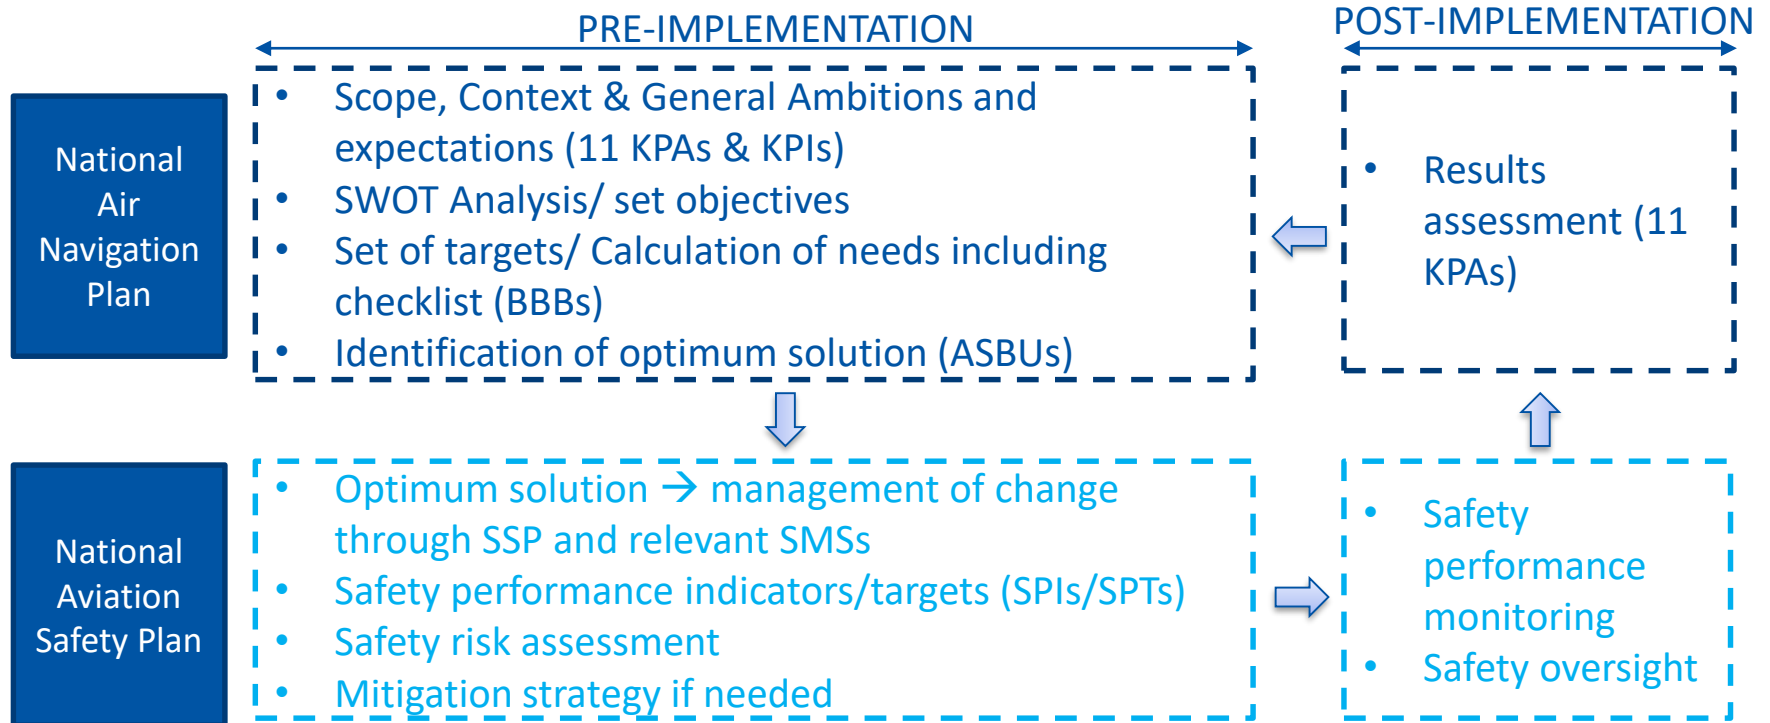 PRE-IMPLEMENTATION
POST-IMPLEMENTATION
National
Air
Navigation
Plan
• Scope, Context & General Ambitions and
expectations (11 KPAs & KPIs)
• SWOT Analysis/ set objectives
• Set of targets/ Calculation of needs including
checklist (BBBs)
• Identification of optimum solution (ASBUs)
• Results
assessment (11
KPAs)
National
Aviation
Safety Plan
• Optimum solution → management of change
through SSP and relevant SMSs
• Safety performance indicators/targets (SPIs/SPTs)
• Safety risk assessment
• Mitigation strategy if needed
• Safety
performance
monitoring
• Safety oversight